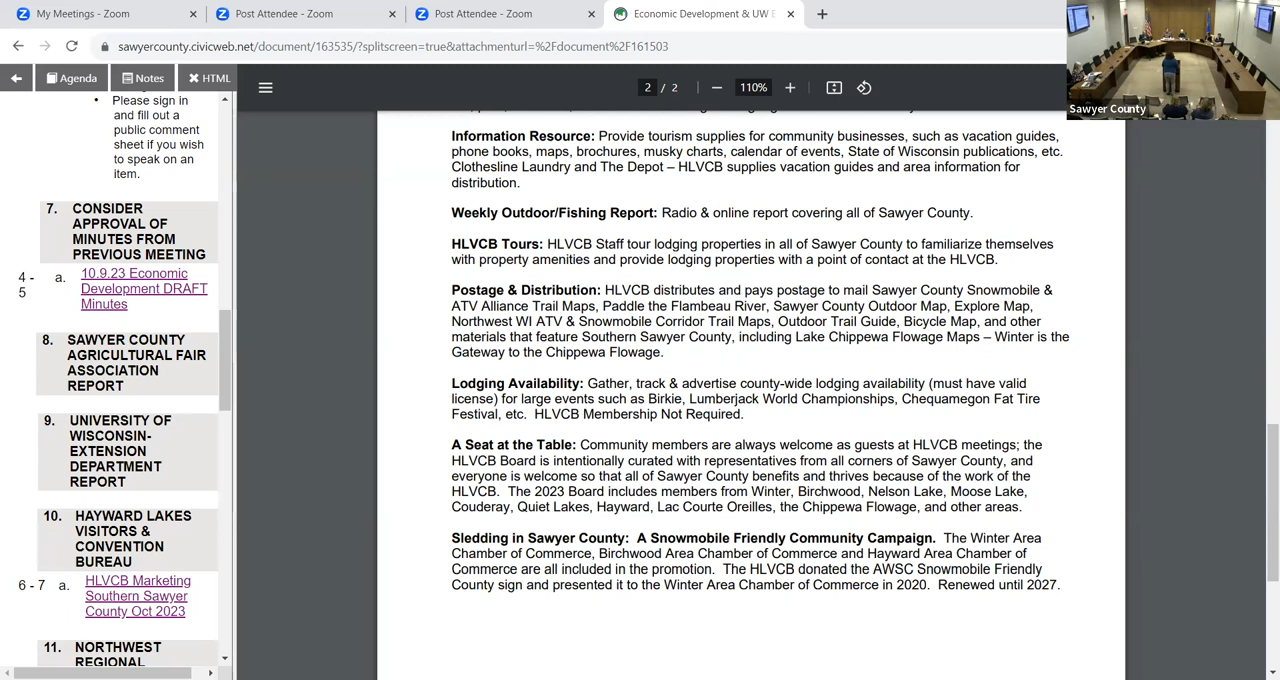 My Meetings - Zoom
Post Attendee - Zoom
Post Attendee - Zoom
Economic Development & UW E
sawyercounty.civicweb.net/document/163535/?splitscreen=true&attachmenturl=%2Fdocument%2F161503
Agenda
Notes
HTML
2 / 2
110%
Sawyer County
• Please sign in
and fill out a
public comment
sheet if you wish
to speak on an
item.
7. CONSIDER
APPROVAL OF
MINUTES FROM
PREVIOUS MEETING
4 - 5
a. 10.9.23 Economic
Development DRAFT
Minutes
8. SAWYER COUNTY
AGRICULTURAL FAIR
ASSOCIATION
REPORT
9. UNIVERSITY OF
WISCONSIN-
EXTENSION
DEPARTMENT
REPORT
10. HAYWARD LAKES
VISITORS &
CONVENTION
BUREAU
6 - 7 a. HLVCB Marketing
Southern Sawyer
County Oct 2023
11. NORTHWEST
REGIONAL
Information Resource: Provide tourism supplies for community businesses, such as vacation guides,
phone books, maps, brochures, musky charts, calendar of events, State of Wisconsin publications, etc.
Clothesline Laundry and The Depot – HLVCB supplies vacation guides and area information for
distribution.
Weekly Outdoor/Fishing Report: Radio & online report covering all of Sawyer County.
HLVCB Tours: HLVCB Staff tour lodging properties in all of Sawyer County to familiarize themselves
with property amenities and provide lodging properties with a point of contact at the HLVCB.
Postage & Distribution: HLVCB distributes and pays postage to mail Sawyer County Snowmobile &
ATV Alliance Trail Maps, Paddle the Flambeau River, Sawyer County Outdoor Map, Explore Map,
Northwest WI ATV & Snowmobile Corridor Trail Maps, Outdoor Trail Guide, Bicycle Map, and other
materials that feature Southern Sawyer County, including Lake Chippewa Flowage Maps – Winter is the
Gateway to the Chippewa Flowage.
Lodging Availability: Gather, track & advertise county-wide lodging availability (must have valid
license) for large events such as Birkie, Lumberjack World Championships, Chequamegon Fat Tire
Festival, etc. HLVCB Membership Not Required.
A Seat at the Table: Community members are always welcome as guests at HLVCB meetings; the
HLVCB Board is intentionally curated with representatives from all corners of Sawyer County, and
everyone is welcome so that all of Sawyer County benefits and thrives because of the work of the
HLVCB. The 2023 Board includes members from Winter, Birchwood, Nelson Lake, Moose Lake,
Couderay, Quiet Lakes, Hayward, Lac Courte Oreilles, the Chippewa Flowage, and other areas.
Sledding in Sawyer County: A Snowmobile Friendly Community Campaign. The Winter Area
Chamber of Commerce, Birchwood Area Chamber of Commerce and Hayward Area Chamber of
Commerce are all included in the promotion. The HLVCB donated the AWSC Snowmobile Friendly
County sign and presented it to the Winter Area Chamber of Commerce in 2020. Renewed until 2027.